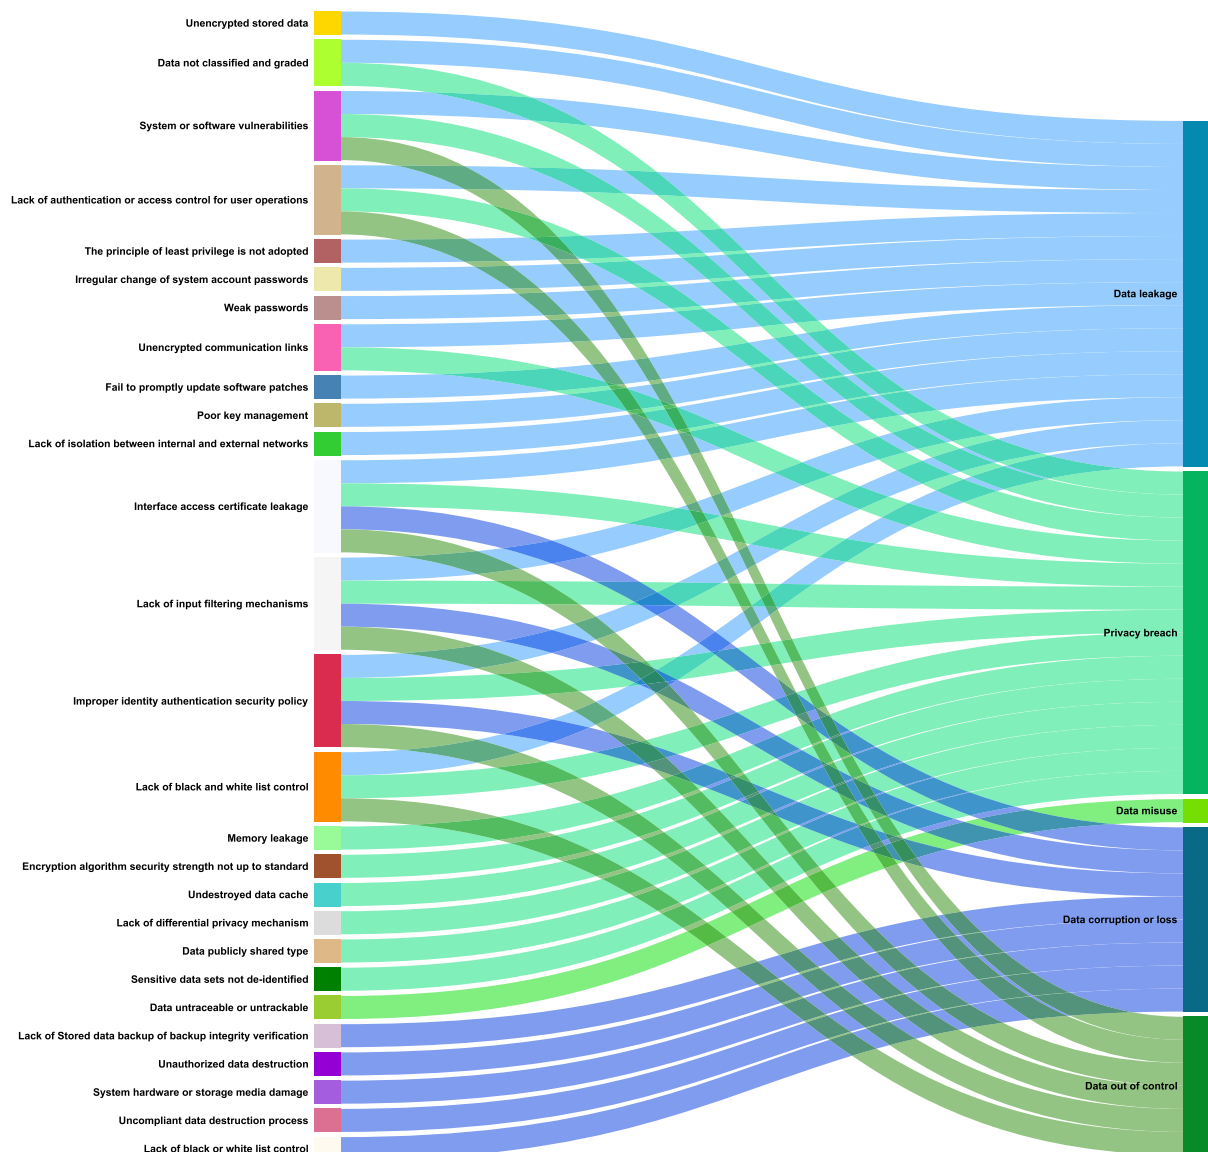 Unencrypted stored data
Data not classified and graded
System or software vulnerabilities
Lack of authentication or access control for user operations
The principle of least privilege is not adopted
Irregular change of system account passwords
Weak passwords
Unencrypted communication links
Fail to promptly update software patches
Poor key management
Lack of isolation between internal and external networks
Interface access certificate leakage
Lack of input filtering mechanisms
Improper identity authentication security policy
Lack of black and white list control
Memory leakage
Encryption algorithm security strength not up to standard
Undestroyed data cache
Lack of differential privacy mechanism
Data publicly shared type
Sensitive data sets not de-identified
Data untraceable or untrackable
Lack of Stored data backup of backup integrity verification
Unauthorized data destruction
System hardware or storage media damage
Uncompliant data destruction process
Lack of black or white list control
Data leakage
Privacy breach
Data misuse
Data corruption or loss
Data out of control